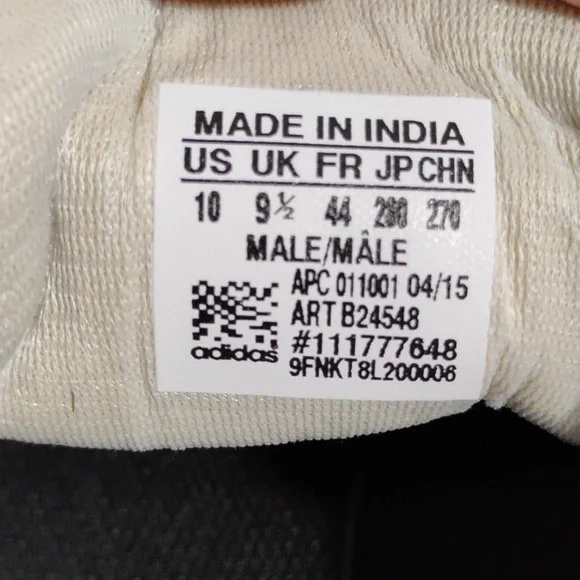 MADE IN INDIA
US UK FR JP CHN
10 9½ 44 280 270
MALE/MÂLE
APC 011001 04/15
ART B24548
#111777648
adidas
9FNKT8L200006